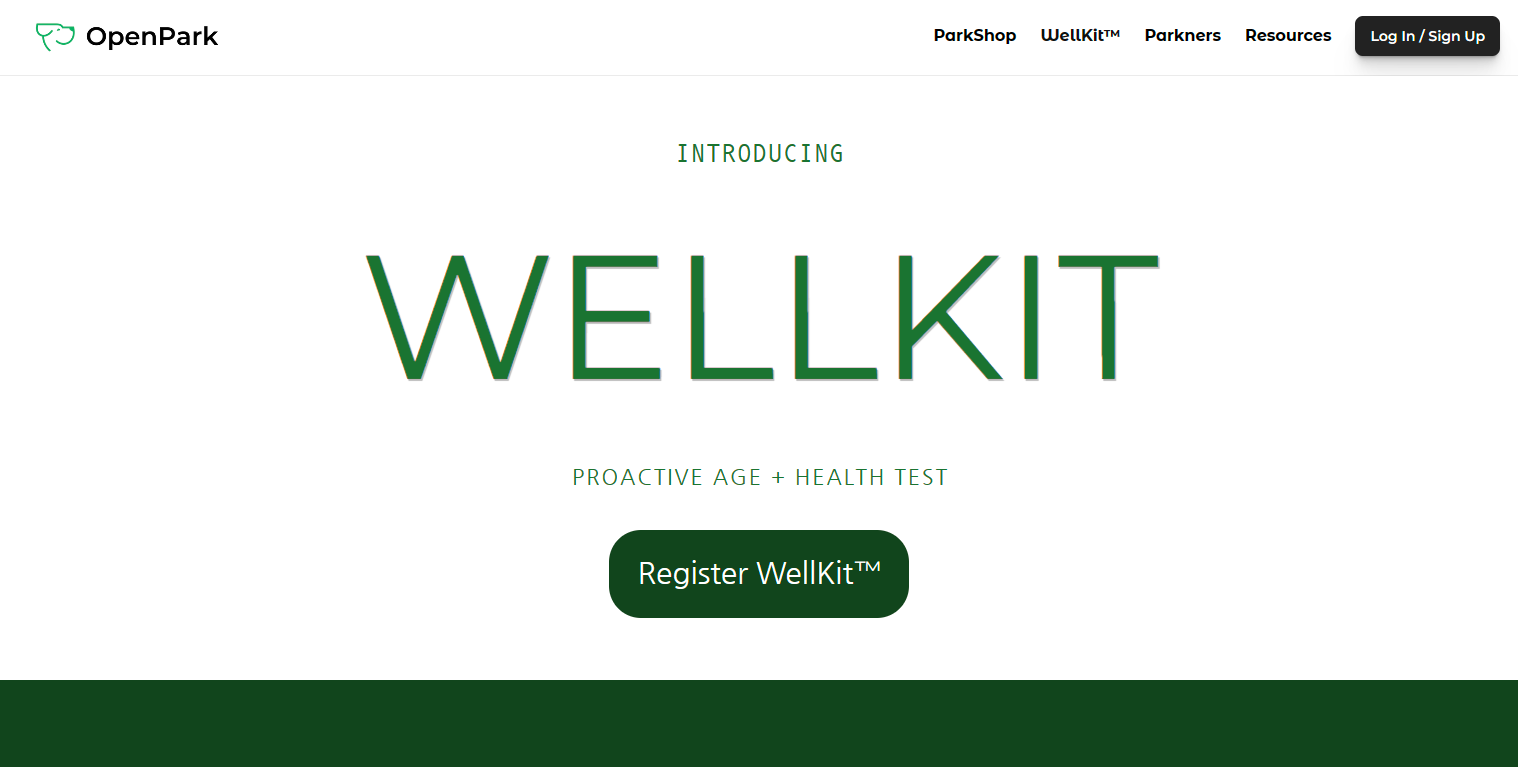 OpenPark
ParkShop WellKit™ Parkners Resources Log In / Sign Up
INTRODUCING
WELLKIT
PROACTIVE AGE + HEALTH TEST
Register WellKit™